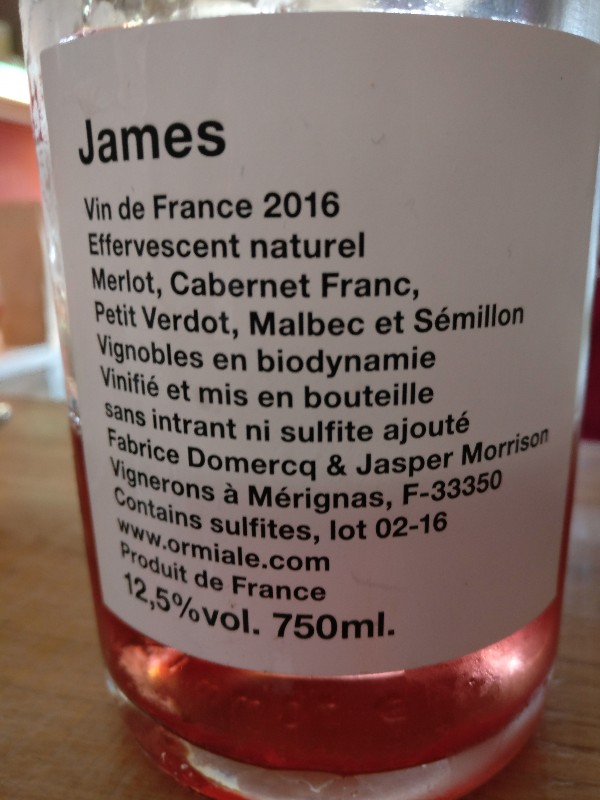 James
Vin de France 2016
Effervescent naturel
Merlot, Cabernet Franc,
Petit Verdot, Malbec et Sémillon
Vignobles en biodynamie
Vinifié et mis en bouteille
sans intrant ni sulfite ajouté
Fabrice Domercq & Jasper Morrison
Vignerons à Mérignas, F-33350
Contains sulfites, lot 02-16
www.ormiale.com
Produit de France
12,5%vol. 750ml.